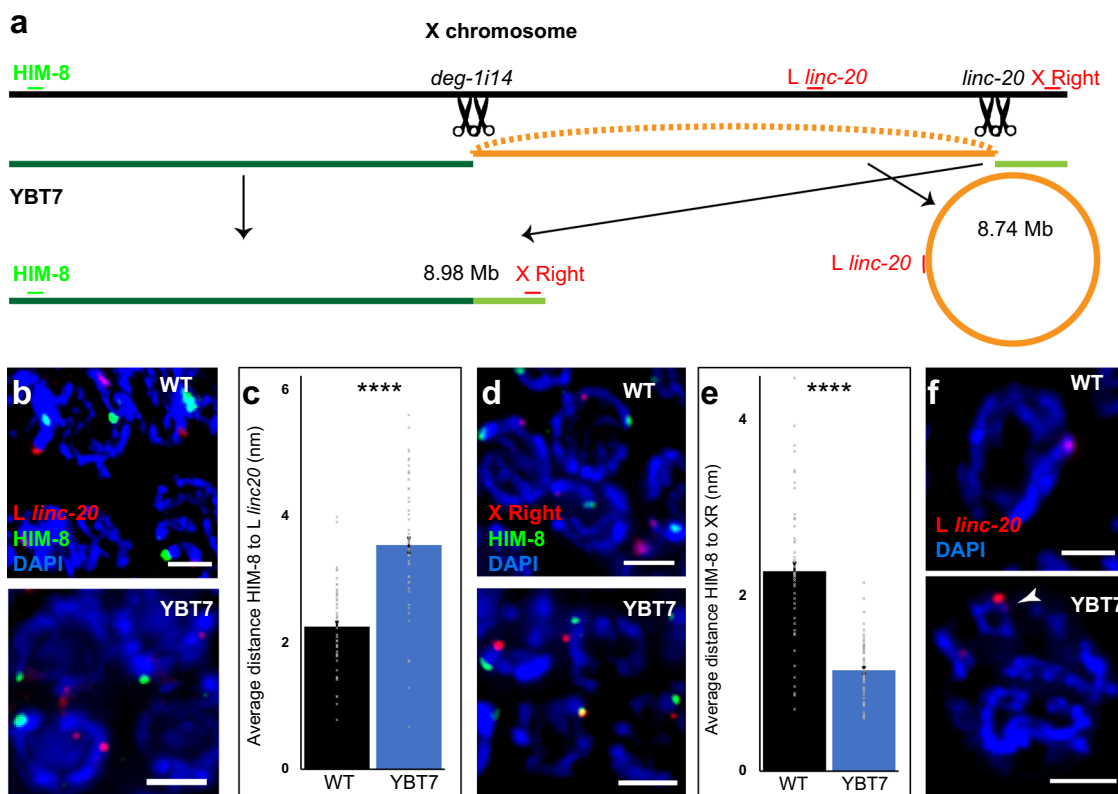 a
X chromosome
HIM-8
deg-1i14
L linc-20
linc-20
X Right
YBT7
8.74 Mb
HIM-8
8.98 Mb
X Right
L linc-20
b
WT
L linc-20
HIM-8
DAPI
YBT7
c
****
6
4
2
0
Average distance HIM-8 to L linc20 (nm)
WT
YBT7
d
WT
X Right
HIM-8
DAPI
YBT7
e
****
4
2
0
Average distance HIM-8 to XR (nm)
WT
YBT7
f
WT
L linc-20
DAPI
YBT7